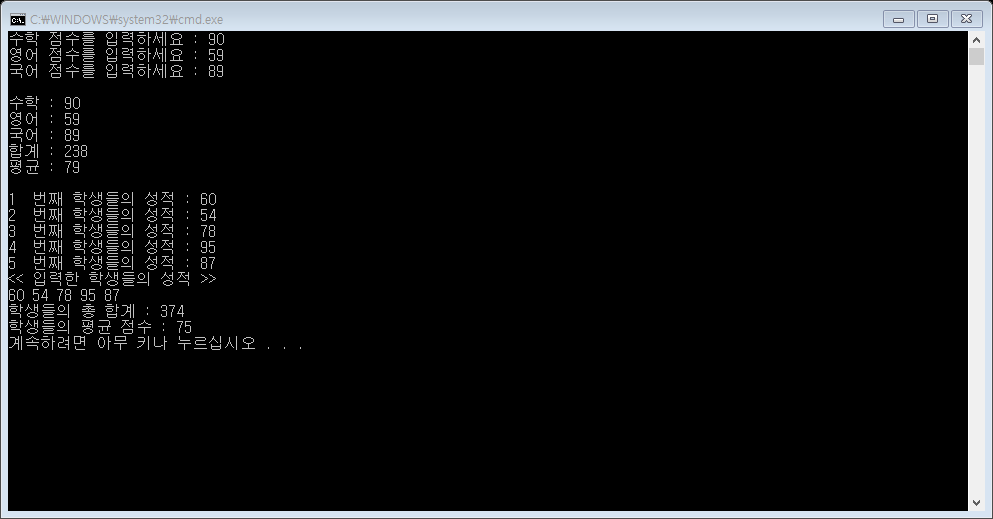 C:\WINDOWS\system32\cmd.exe
수학 점수를 입력하세요 : 90
영어 점수를 입력하세요 : 59
국어 점수를 입력하세요 : 89
수학 : 90
영어 : 59
국어 : 89
합계 : 238
평균 : 79
1  번째 학생들의 성적 : 60
2  번째 학생들의 성적 : 54
3  번째 학생들의 성적 : 78
4  번째 학생들의 성적 : 95
5  번째 학생들의 성적 : 87
<< 입력한 학생들의 성적 >>
60 54 78 95 87
학생들의 총 합계 : 374
학생들의 평균 점수 : 75
계속하려면 아무 키나 누르십시오 . . .